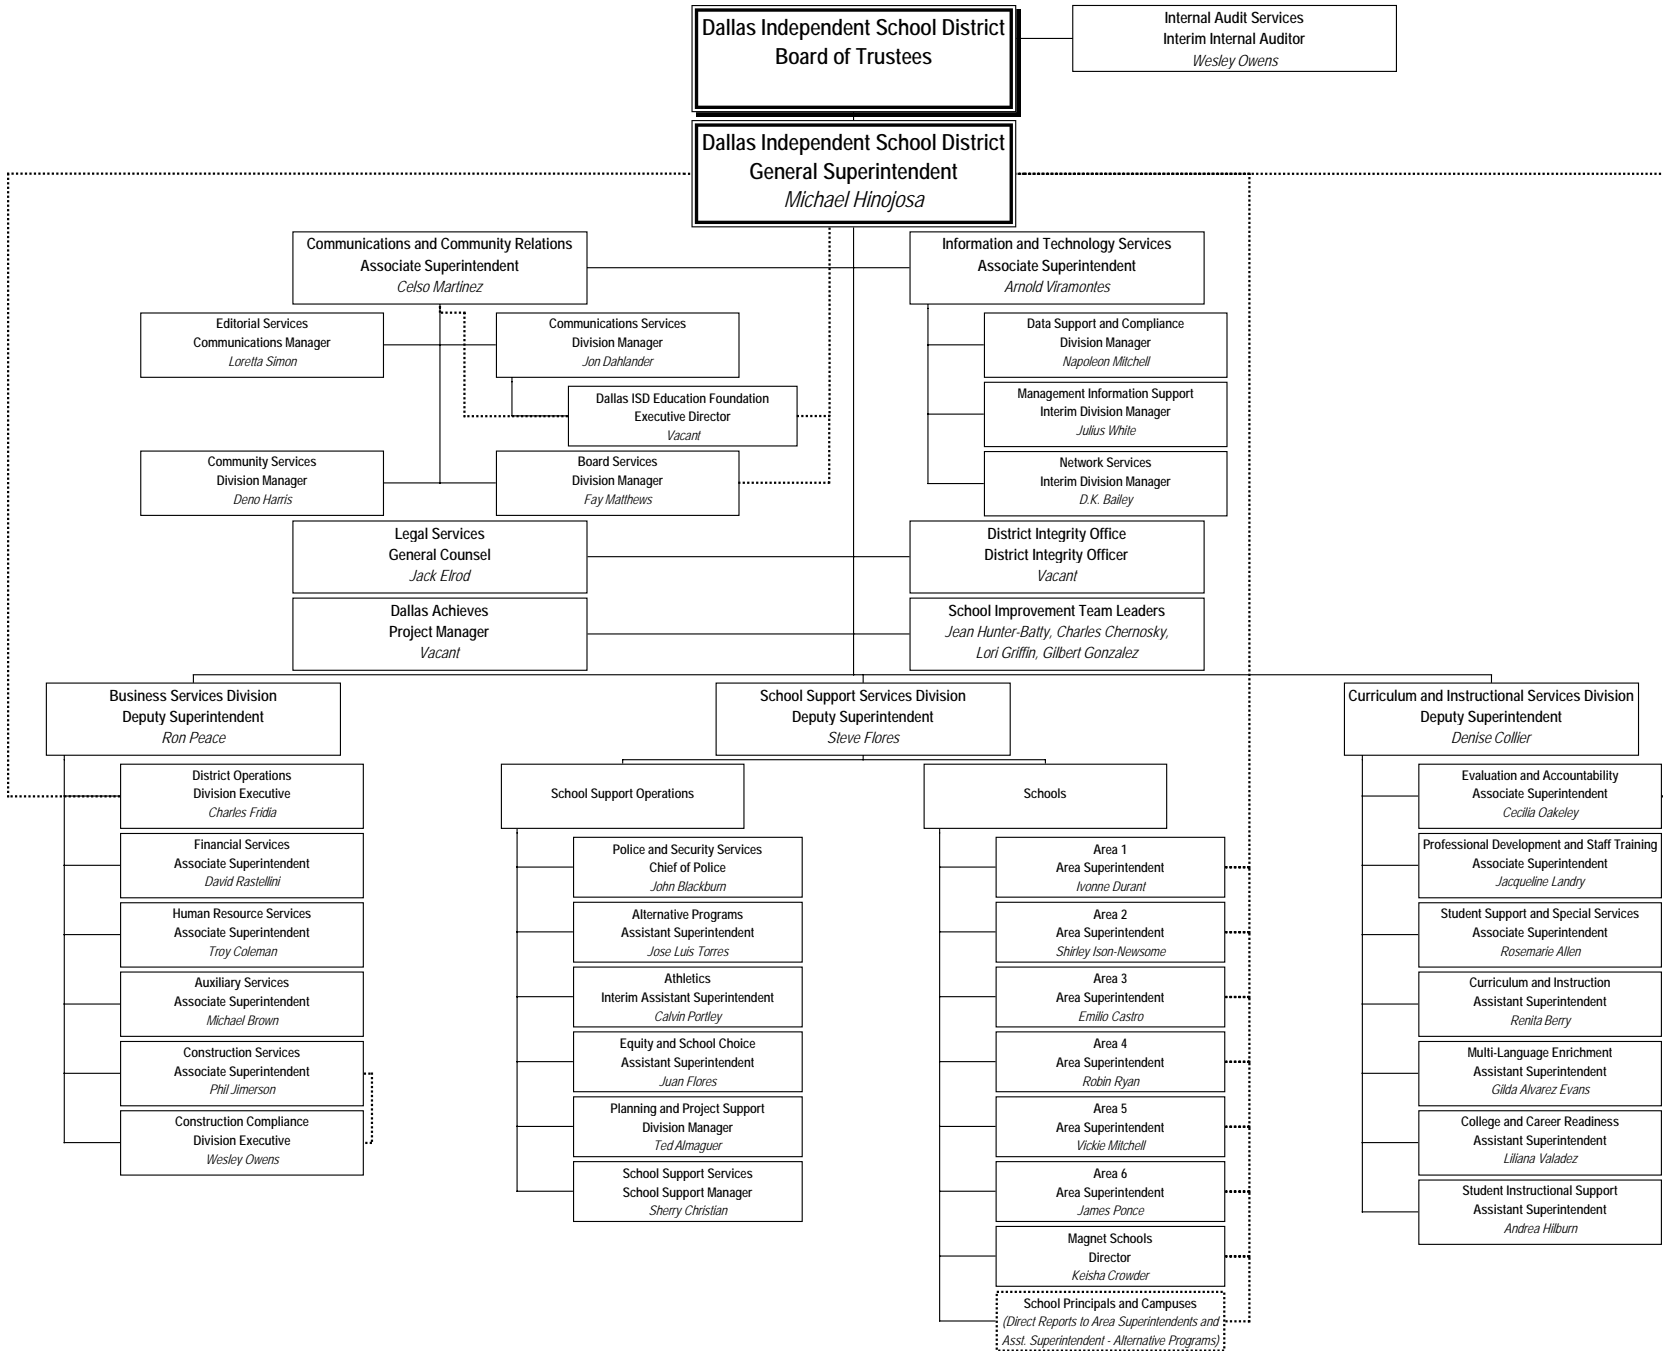 Dallas Independent School District
Board of Trustees
Internal Audit Services
Interim Internal Auditor
Wesley Owens
Dallas Independent School District
General Superintendent
Michael Hinojosa
Communications and Community Relations
Associate Superintendent
Celso Martinez
Information and Technology Services
Associate Superintendent
Arnold Viramontes
Editorial Services
Communications Manager
Loretta Simon
Communications Services
Division Manager
Jon Dahlander
Data Support and Compliance
Division Manager
Napoleon Mitchell
Dallas ISD Education Foundation
Executive Director
Vacant
Management Information Support
Interim Division Manager
Julius White
Community Services
Division Manager
Deno Harris
Board Services
Division Manager
Fay Matthews
Network Services
Interim Division Manager
D.K. Bailey
Legal Services
General Counsel
Jack Elrod
District Integrity Office
District Integrity Officer
Vacant
Dallas Achieves
Project Manager
Vacant
School Improvement Team Leaders
Jean Hunter-Batty, Charles Chernosky,
Lori Griffin, Gilbert Gonzalez
Business Services Division
Deputy Superintendent
Ron Peace
School Support Services Division
Deputy Superintendent
Steve Flores
Curriculum and Instructional Services Division
Deputy Superintendent
Denise Collier
District Operations
Division Executive
Charles Fridia
Financial Services
Associate Superintendent
David Rastellini
Human Resource Services
Associate Superintendent
Troy Coleman
Auxiliary Services
Associate Superintendent
Michael Brown
Construction Services
Associate Superintendent
Phil Jimerson
Construction Compliance
Division Executive
Wesley Owens
School Support Operations
Police and Security Services
Chief of Police
John Blackburn
Alternative Programs
Assistant Superintendent
Jose Luis Torres
Athletics
Interim Assistant Superintendent
Calvin Portley
Equity and School Choice
Assistant Superintendent
Juan Flores
Planning and Project Support
Division Manager
Ted Almaguer
School Support Services
School Support Manager
Sherry Christian
Schools
Area 1
Area Superintendent
Ivonne Durant
Area 2
Area Superintendent
Shirley Ison-Newsome
Area 3
Area Superintendent
Emilio Castro
Area 4
Area Superintendent
Robin Ryan
Area 5
Area Superintendent
Vickie Mitchell
Area 6
Area Superintendent
James Ponce
Magnet Schools
Director
Keisha Crowder
School Principals and Campuses
(Direct Reports to Area Superintendents and
Asst. Superintendent - Alternative Programs)
Evaluation and Accountability
Associate Superintendent
Cecilia Oakeley
Professional Development and Staff Training
Associate Superintendent
Jacqueline Landry
Student Support and Special Services
Associate Superintendent
Rosemarie Allen
Curriculum and Instruction
Assistant Superintendent
Renita Berry
Multi-Language Enrichment
Assistant Superintendent
Gilda Alvarez Evans
College and Career Readiness
Assistant Superintendent
Liliana Valadez
Student Instructional Support
Assistant Superintendent
Andrea Hilburn